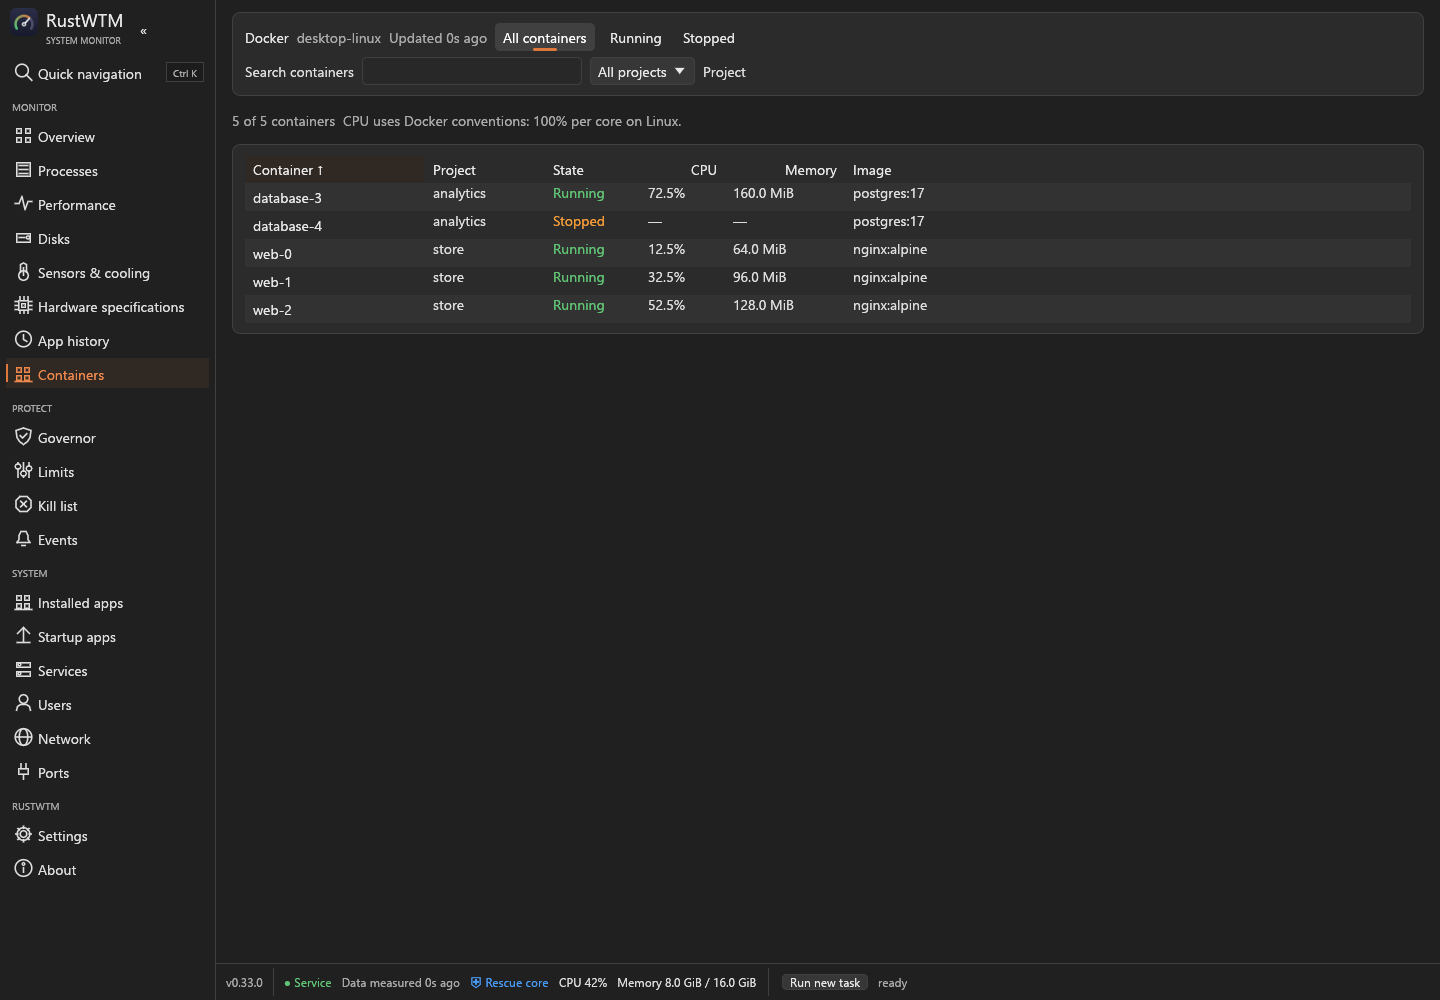 RustWTM
SYSTEM MONITOR
«
Quick navigation Ctrl K
MONITOR
Overview
Processes
Performance
Disks
Sensors & cooling
Hardware specifications
App history
Containers
PROTECT
Governor
Limits
Kill list
Events
SYSTEM
Installed apps
Startup apps
Services
Users
Network
Ports
RUSTWTM
Settings
About
Docker desktop-linux Updated 0s ago All containers Running Stopped
Search containers All projects Project
5 of 5 containers CPU uses Docker conventions: 100% per core on Linux.
Container ↑ Project State CPU Memory Image
database-3 analytics Running 72.5% 160.0 MiB postgres:17
database-4 analytics Stopped — — postgres:17
web-0 store Running 12.5% 64.0 MiB nginx:alpine
web-1 store Running 32.5% 96.0 MiB nginx:alpine
web-2 store Running 52.5% 128.0 MiB nginx:alpine
v0.33.0 Service Data measured 0s ago Rescue core CPU 42% Memory 8.0 GiB / 16.0 GiB Run new task ready